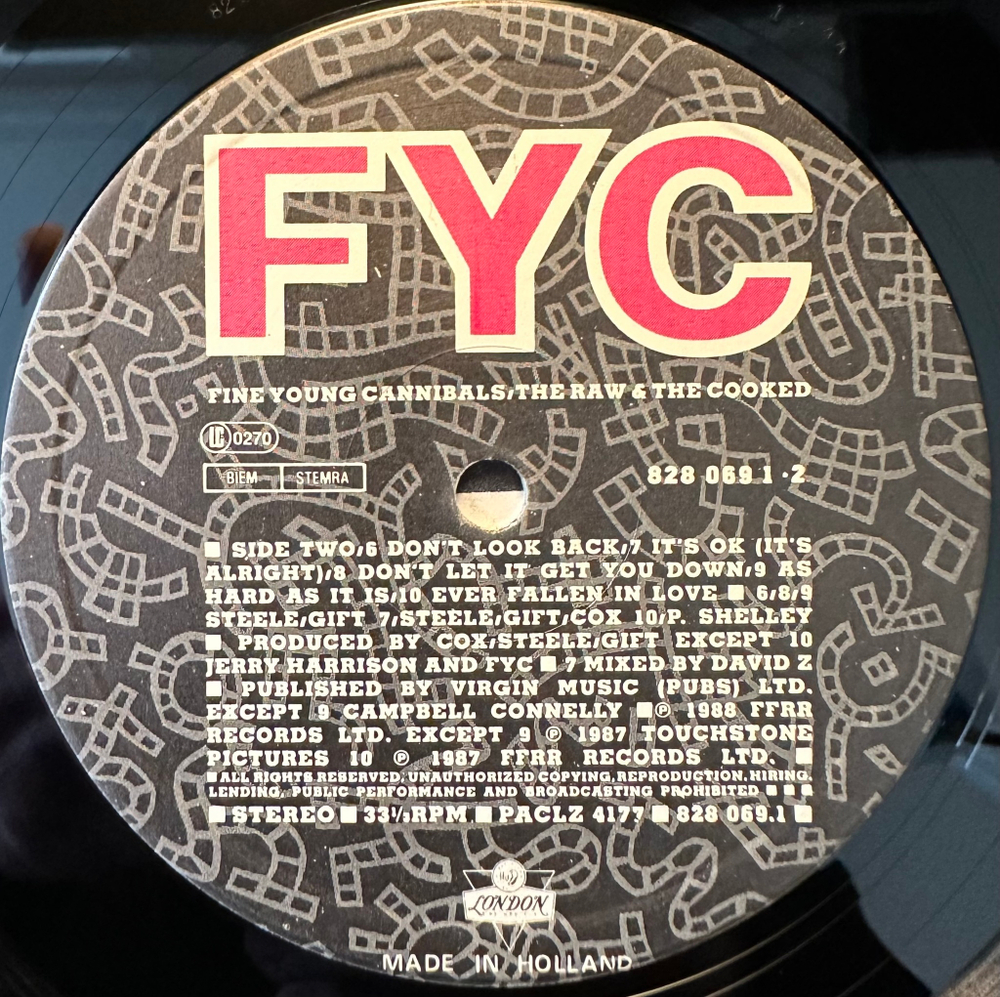 FYC
FINE YOUNG CANNIBALS/THE RAW & THE COOKED
LC 0270
BIEM STEMRA
828 069 1 · 2
■ SIDE TWO/6 DON'T LOOK BACK/7 IT'S OK (IT'S
ALRIGHT)/8 DON'T LET IT GET YOU DOWN/9 AS
HARD AS IT IS/10 EVER FALLEN IN LOVE ■ 6/8/9
STEELE/GIFT 7/STEELE/GIFT/COX 10/P. SHELLEY
■ PRODUCED BY COX/STEELE/GIFT EXCEPT 10
JERRY HARRISON AND FYC ■ 7 MIXED BY DAVID Z
■ PUBLISHED BY VIRGIN MUSIC (PUBS) LTD.
EXCEPT 9 CAMPBELL CONNELLY ■ ℗ 1988 FFRR
RECORDS LTD. EXCEPT 9 ℗ 1987 TOUCHSTONE
PICTURES 10 ℗ 1987 FFRR RECORDS LTD. ■
■ ALL RIGHTS RESERVED, UNAUTHORIZED COPYING, REPRODUCTION, HIRING,
LENDING, PUBLIC PERFORMANCE AND BROADCASTING PROHIBITED ■ ■ ■
■ STEREO ■ 33⅓RPM ■ PACLZ 4177 ■ 828 069.1 ■
LONDON
MADE IN HOLLAND